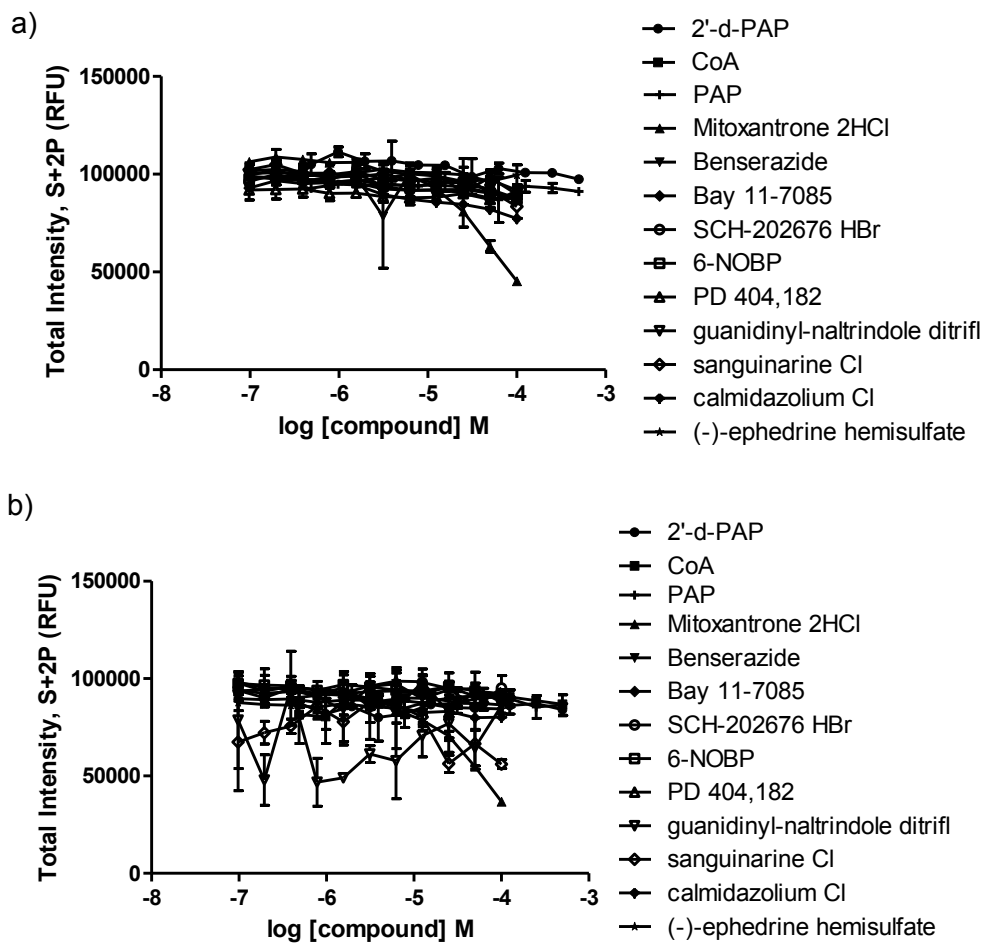 a)
Total Intensity, S+2P (RFU)
150000
100000
50000
0
-8
-7
-6
-5
-4
-3
log [compound] M
2'-d-PAP
CoA
PAP
Mitoxantrone 2HCl
Benserazide
Bay 11-7085
SCH-202676 HBr
6-NOBP
PD 404,182
guanidinyl-naltrindole ditrifl
sanguinarine Cl
calmidazolium Cl
(-)-ephedrine hemisulfate
b)
Total Intensity, S+2P (RFU)
150000
100000
50000
0
-8
-7
-6
-5
-4
-3
log [compound] M
2'-d-PAP
CoA
PAP
Mitoxantrone 2HCl
Benserazide
Bay 11-7085
SCH-202676 HBr
6-NOBP
PD 404,182
guanidinyl-naltrindole ditrifl
sanguinarine Cl
calmidazolium Cl
(-)-ephedrine hemisulfate